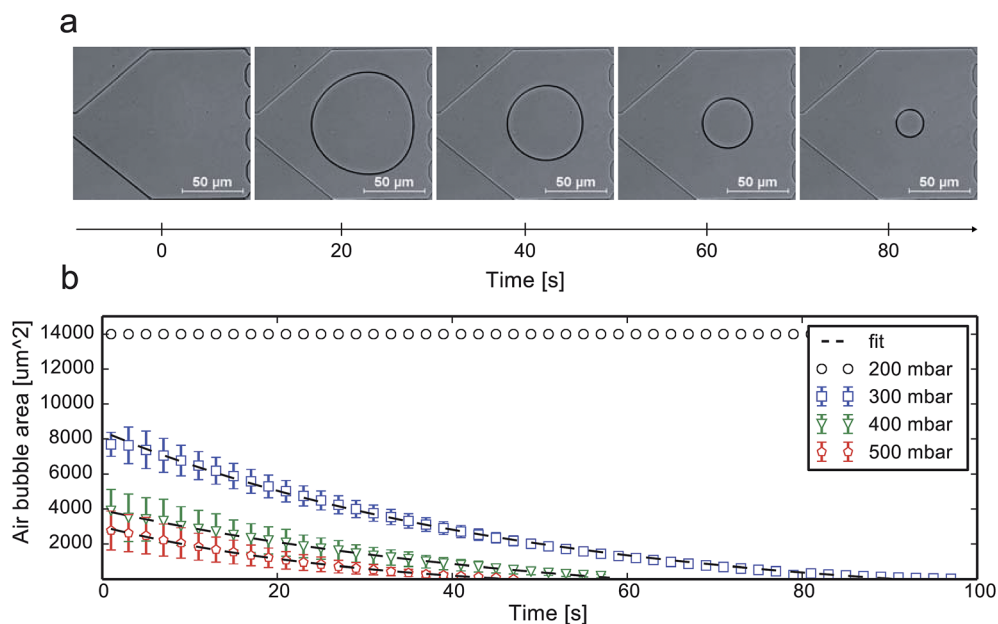 a
50 µm 50 µm 50 µm 50 µm 50 µm
0 20 40 60 80
Time [s]
b
Air bubble area [um^2]
14000
12000
10000
8000
6000
4000
2000
0 20 40 60 80 100
Time [s]
fit
200 mbar
300 mbar
400 mbar
500 mbar